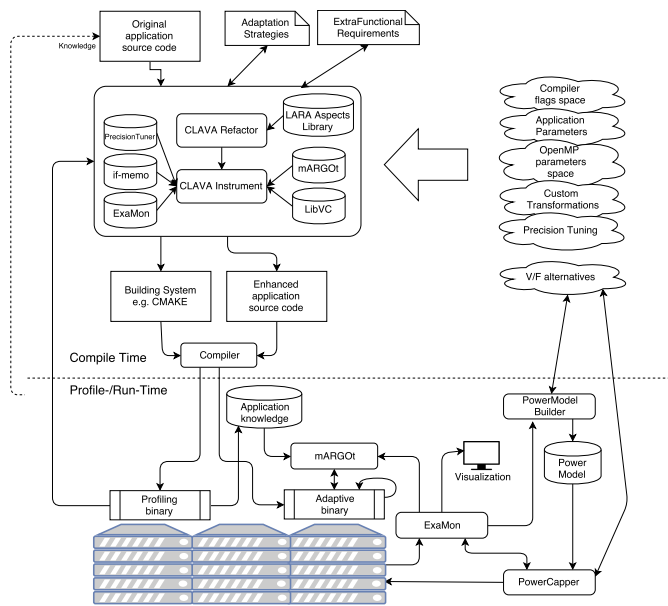 Original
application
source code
Adaptation
Strategies
ExtraFunctional
Requirements
Knowledge
LARA Aspects
Library
PrecisionTuner
CLAVA Refactor
if-memo
mARGOt
CLAVA Instrument
ExaMon
LibVC
Compiler
flags space
Application
Parameters
OpenMP
parameters
space
Custom
Transformations
Precision Tuning
V/F alternatives
Building System
e.g. CMAKE
Enhanced
application
source code
Compile Time
Compiler
Profile-/Run-Time
Application
knowledge
PowerModel
Builder
mARGOt
Visualization
Power
Model
Profiling
binary
Adaptive
binary
ExaMon
PowerCapper